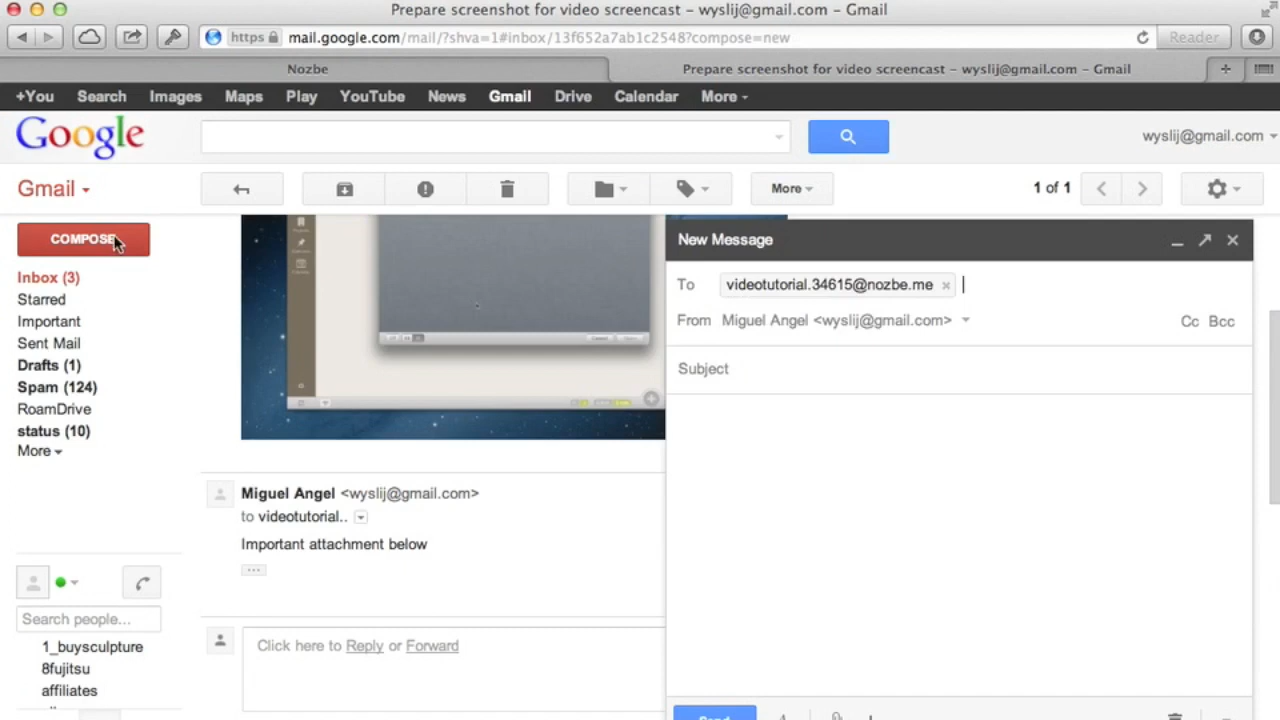 Prepare screenshot for video screencast – wyslij@gmail.com – Gmail
https mail.google.com/mail/?shva=1#inbox/13f652a7ab1c2548?compose=new Reader
Nozbe Prepare screenshot for video screencast – wyslij@gmail.com – Gmail
+You Search Images Maps Play YouTube News Gmail Drive Calendar More
Google wyslij@gmail.com
Gmail More 1 of 1
COMPOSE
Inbox (3)
Starred
Important
Sent Mail
Drafts (1)
Spam (124)
RoamDrive
status (10)
More
Search people...
1_buysculpture
8fujitsu
affiliates
Miguel Angel <wyslij@gmail.com>
to videotutorial..
Important attachment below
Click here to Reply or Forward
New Message
To videotutorial.34615@nozbe.me
From Miguel Angel <wyslij@gmail.com> Cc Bcc
Subject
Send